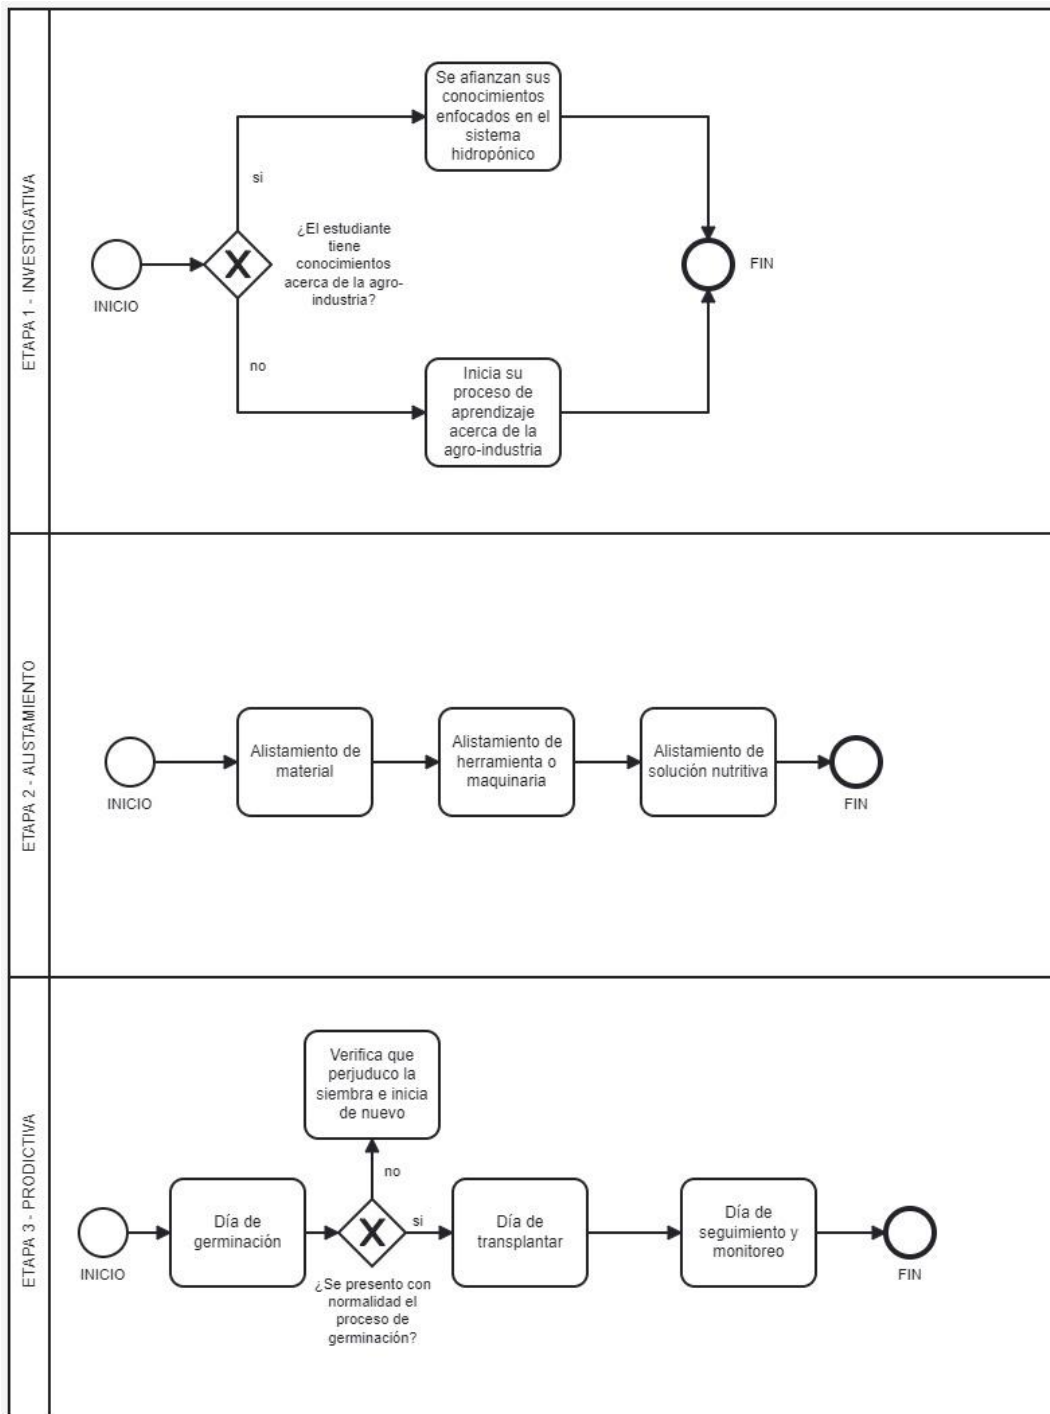 ETAPA 1 - INVESTIGATIVA
Se afianzan sus
conocimientos
enfocados en el
sistema
hidropónico
si
¿El estudiante
tiene
conocimientos
acerca de la agro-
industria?
INICIO
FIN
no
Inicia su
proceso de
aprendizaje
acerca de la
agro-industria
ETAPA 2 - ALISTAMIENTO
INICIO
Alistamiento de
material
Alistamiento de
herramienta o
maquinaria
Alistamiento de
solución nutritiva
FIN
ETAPA 3 - PRODICTIVA
Verifica que
perjuduco la
siembra e inicia
de nuevo
no
INICIO
Día de
germinación
si
¿Se presento con
normalidad el
proceso de
germinación?
Día de
transplantar
Día de
seguimiento y
monitoreo
FIN